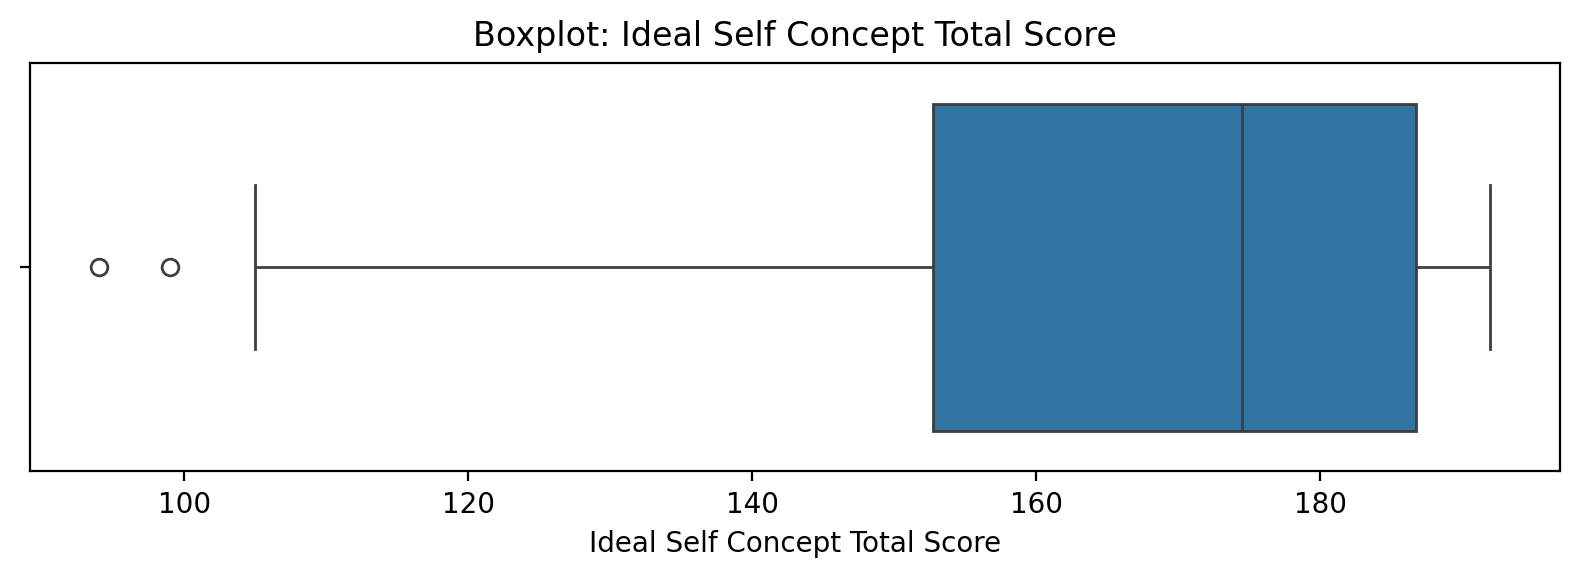 Boxplot: Ideal Self Concept Total Score
100 120 140 160 180
Ideal Self Concept Total Score